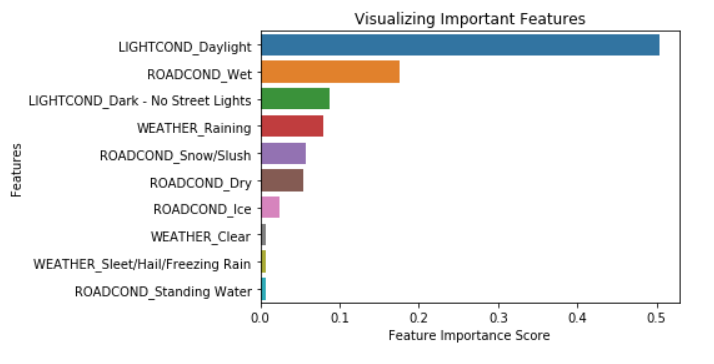 Visualizing Important Features
LIGHTCOND_Daylight
ROADCOND_Wet
LIGHTCOND_Dark - No Street Lights
WEATHER_Raining
ROADCOND_Snow/Slush
ROADCOND_Dry
ROADCOND_Ice
WEATHER_Clear
WEATHER_Sleet/Hail/Freezing Rain
ROADCOND_Standing Water
Features
0.0 0.1 0.2 0.3 0.4 0.5
Feature Importance Score